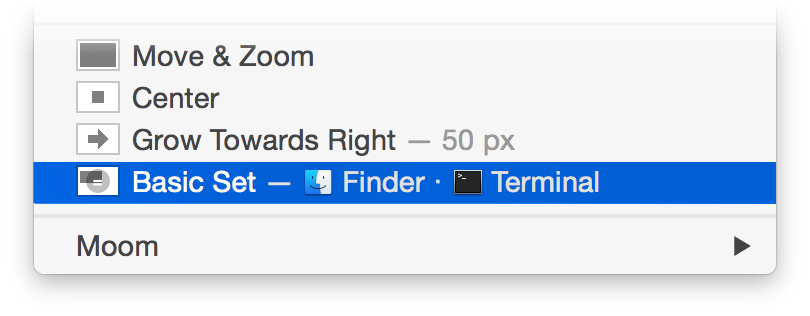 Move & Zoom
Center
Grow Towards Right — 50 px
Basic Set — Finder · Terminal
Moom